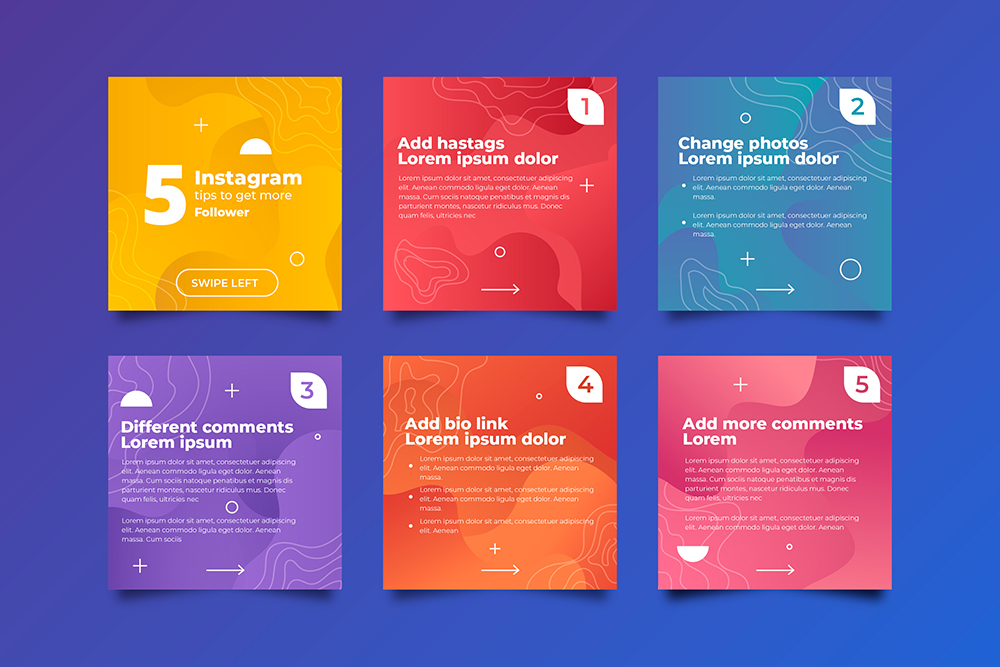 5
Instagram
tips to get more
Follower
SWIPE LEFT
1
Add hastags
Lorem ipsum dolor
Lorem ipsum dolor sit amet, consectetuer adipiscing
elit. Aenean commodo ligula eget dolor. Aenean
massa. Cum sociis natoque penatibus et magnis
dis parturient montes, nascetur ridiculus mus. Donec
quam felis, ultricies nec
2
Change photos
Lorem ipsum dolor
Lorem ipsum dolor sit amet, consectetuer adipiscing
elit. Aenean commodo ligula eget dolor. Aenean
massa.
Lorem ipsum dolor sit amet, consectetuer adipiscing
elit. Aenean commodo ligula eget dolor. Aenean
massa.
3
Different comments
Lorem ipsum
Lorem ipsum dolor sit amet, consectetuer adipiscing
elit. Aenean commodo ligula eget dolor. Aenean
massa. Cum sociis natoque penatibus et magnis
dis parturient montes, nascetur ridiculus mus. Donec
quam felis, ultricies nec
Lorem ipsum dolor sit amet, consectetuer adipiscing
elit. Aenean commodo ligula eget dolor. Aenean
massa. Cum sociis
4
Add bio link
Lorem ipsum dolor
Lorem ipsum dolor sit amet, consectetuer adipiscing
elit. Aenean commodo ligula eget dolor. Aenean
massa.
Lorem ipsum dolor sit amet, consectetuer adipiscing
elit. Aenean commodo ligula eget dolor. Aenean
massa.
Lorem ipsum dolor sit amet, consectetuer adipiscing
elit. Aenean
5
Add more comments
Lorem
Lorem ipsum dolor sit amet, consectetuer adipiscing
elit. Aenean commodo ligula eget dolor. Aenean
massa. Cum sociis natoque penatibus et magnis
dis parturient montes, nascetur ridiculus mus. Donec
quam felis, ultricies nec
Lorem ipsum dolor sit amet, consectetuer adipiscing
elit. Aenean commodo ligula eget dolor. Aenean